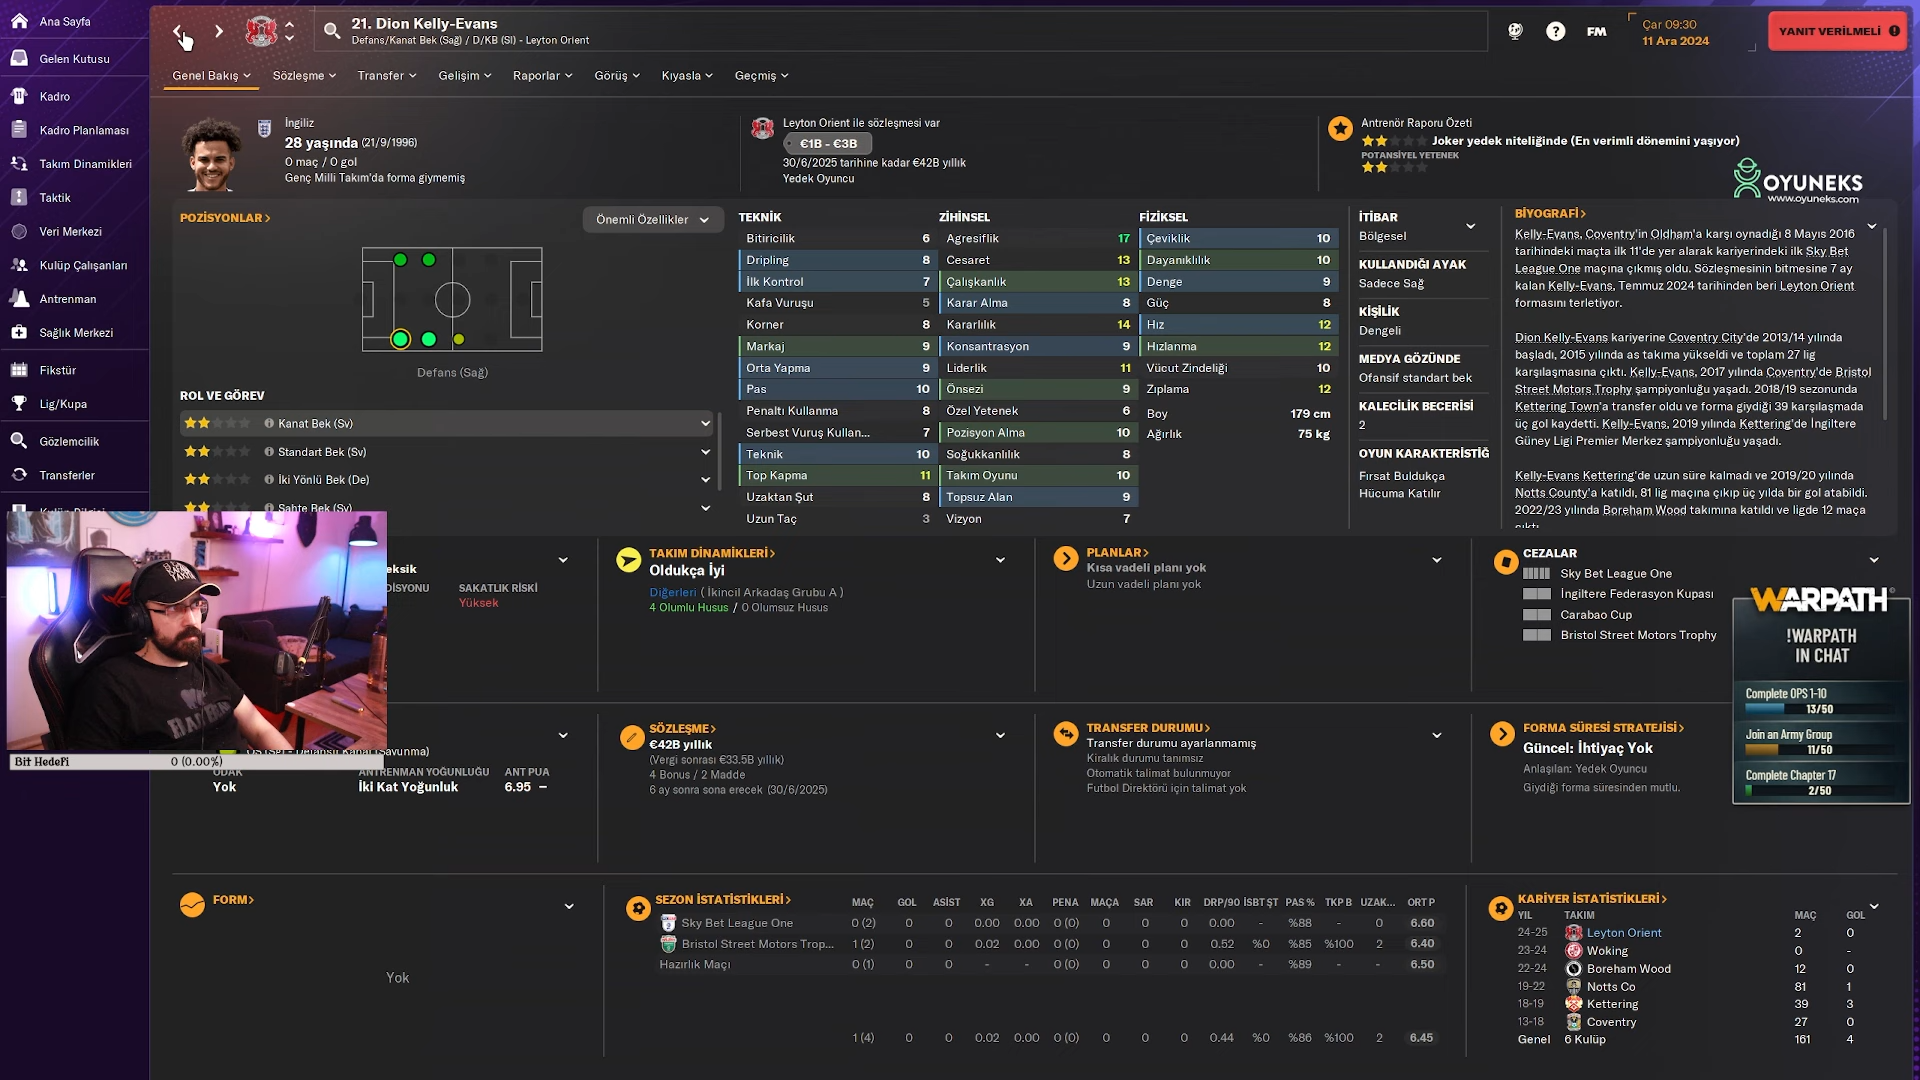 Ana Sayfa
Gelen Kutusu
Kadro
Kadro Planlaması
Takım Dinamikleri
Taktik
Veri Merkezi
Kulüp Çalışanları
Antrenman
Sağlık Merkezi
Fikstür
Lig/Kupa
Gözlemcilik
Transferler
21. Dion Kelly-Evans
Defans/Kanat Bek (Sağ) / D/KB (Sl) - Leyton Orient
FM
Çar 09:30
11 Ara 2024
YANIT VERİLMELİ
Genel Bakış
Sözleşme
Transfer
Gelişim
Raporlar
Görüş
Kıyasla
Geçmiş
İngiliz
28 yaşında (21/9/1996)
0 maç / 0 gol
Genç Milli Takım'da forma giymemiş
Leyton Orient ile sözleşmesi var
€1B - €3B
30/6/2025 tarihine kadar €42B yıllık
Yedek Oyuncu
Antrenör Raporu Özeti
Joker yedek niteliğinde (En verimli dönemini yaşıyor)
POTANSİYEL YETENEK
OYUNEKS
www.oyuneks.com
POZİSYONLAR>
Önemli Özellikler
Defans (Sağ)
ROL VE GÖREV
Kanat Bek (Sv)
Standart Bek (Sv)
İki Yönlü Bek (De)
Sahte Bek (Sv)
TEKNİK
Bitiricilik 6
Dripling 8
İlk Kontrol 7
Kafa Vuruşu 5
Korner 8
Markaj 9
Orta Yapma 9
Pas 10
Penaltı Kullanma 8
Serbest Vuruş Kullan... 7
Teknik 10
Top Kapma 11
Uzaktan Şut 8
Uzun Taç 3
ZİHİNSEL
Agresiflik 17
Cesaret 13
Çalışkanlık 13
Karar Alma 8
Kararlılık 14
Konsantrasyon 9
Liderlik 11
Önsezi 9
Özel Yetenek 6
Pozisyon Alma 10
Soğukkanlılık 8
Takım Oyunu 10
Topsuz Alan 9
Vizyon 7
FİZİKSEL
Çeviklik 10
Dayanıklılık 10
Denge 9
Güç 8
Hız 12
Hızlanma 12
Vücut Zindeliği 10
Zıplama 12
Boy 179 cm
Ağırlık 75 kg
İTİBAR
Bölgesel
KULLANDIĞI AYAK
Sadece Sağ
KİŞİLİK
Dengeli
MEDYA GÖZÜNDE
Ofansif standart bek
KALECİLİK BECERİSİ
2
OYUN KARAKTERİSTİĞ
Fırsat Buldukça
Hücuma Katılır
BİYOGRAFİ>
Kelly-Evans, Coventry'in Oldham'a karşı oynadığı 8 Mayıs 2016
tarihindeki maçta ilk 11'de yer alarak kariyerindeki ilk Sky Bet
League One maçına çıkmış oldu. Sözleşmesinin bitmesine 7 ay
kalan Kelly-Evans, Temmuz 2024 tarihinden beri Leyton Orient
formasını terletiyor.
Dion Kelly-Evans kariyerine Coventry City'de 2013/14 yılında
başladı, 2015 yılında as takıma yükseldi ve toplam 27 lig
karşılaşmasına çıktı. Kelly-Evans, 2017 yılında Coventry'de Bristol
Street Motors Trophy şampiyonluğu yaşadı. 2018/19 sezonunda
Kettering Town'a transfer oldu ve forma giydiği 39 karşılaşmada
üç gol kaydetti. Kelly-Evans, 2019 yılında Kettering'de İngiltere
Güney Ligi Premier Merkez şampiyonluğu yaşadı.
Kelly-Evans Kettering'de uzun süre kalmadı ve 2019/20 yılında
Notts County'a katıldı, 81 lig maçına çıkıp üç yılda bir gol atabildi.
2022/23 yılında Boreham Wood takımına katıldı ve ligde 12 maça
SAKATLIK RİSKİ
Yüksek
TAKIM DİNAMİKLERİ>
Oldukça İyi
Diğerleri ( İkincil Arkadaş Grubu A )
4 Olumlu Husus / 0 Olumsuz Husus
PLANLAR>
Kısa vadeli planı yok
Uzun vadeli planı yok
CEZALAR
Sky Bet League One
İngiltere Federasyon Kupası
Carabao Cup
Bristol Street Motors Trophy
WARPATH
!WARPATH
IN CHAT
Complete OPS 1-10
13/50
Join an Army Group
11/50
Complete Chapter 17
2/50
Bit Hedefi 0 (0.00%)
ODAK
Yok
ANTRENMAN YOĞUNLUĞU
İki Kat Yoğunluk
ANT PUA
6.95 –
SÖZLEŞME>
€42B yıllık
(Vergi sonrası €33.5B yıllık)
4 Bonus / 2 Madde
6 ay sonra sona erecek (30/6/2025)
TRANSFER DURUMU>
Transfer durumu ayarlanmamış
Kiralık durumu tanımsız
Otomatik talimat bulunmuyor
Futbol Direktörü için talimat yok
FORMA SÜRESİ STRATEJİSİ>
Güncel: İhtiyaç Yok
Anlaşılan: Yedek Oyuncu
Giydiği forma süresinden mutlu.
FORM>
Yok
SEZON İSTATİSTİKLERİ> MAÇ GOL ASİST XG XA PENA MAÇA SAR KIR DRP/90 İSBT ŞT PAS % TKP B UZAK... ORT P
Sky Bet League One 0 (2) 0 0 0.00 0.00 0 (0) 0 0 0 0.00 - %88 - 0 6.60
Bristol Street Motors Trop... 1 (2) 0 0 0.02 0.00 0 (0) 0 0 0 0.52 %0 %85 %100 2 6.40
Hazırlık Maçı 0 (1) 0 0 - - 0 (0) 0 0 0 0.00 - %89 - - 6.50
1 (4) 0 0 0.02 0.00 0 (0) 0 0 0 0.44 %0 %86 %100 2 6.45
KARİYER İSTATİSTİKLERİ>
YIL TAKIM MAÇ GOL
24-25 Leyton Orient 2 0
23-24 Woking 0 -
22-24 Boreham Wood 12 0
19-22 Notts Co 81 1
18-19 Kettering 39 3
13-18 Coventry 27 0
Genel 6 Kulüp 161 4